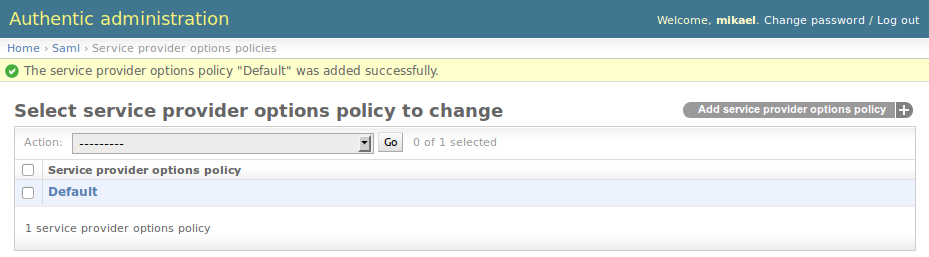 Authentic administration
Welcome, mikael. Change password / Log out
Home › Saml › Service provider options policies
The service provider options policy "Default" was added successfully.
Select service provider options policy to change
Add service provider options policy +
Action: --------- Go 0 of 1 selected
Service provider options policy
Default
1 service provider options policy